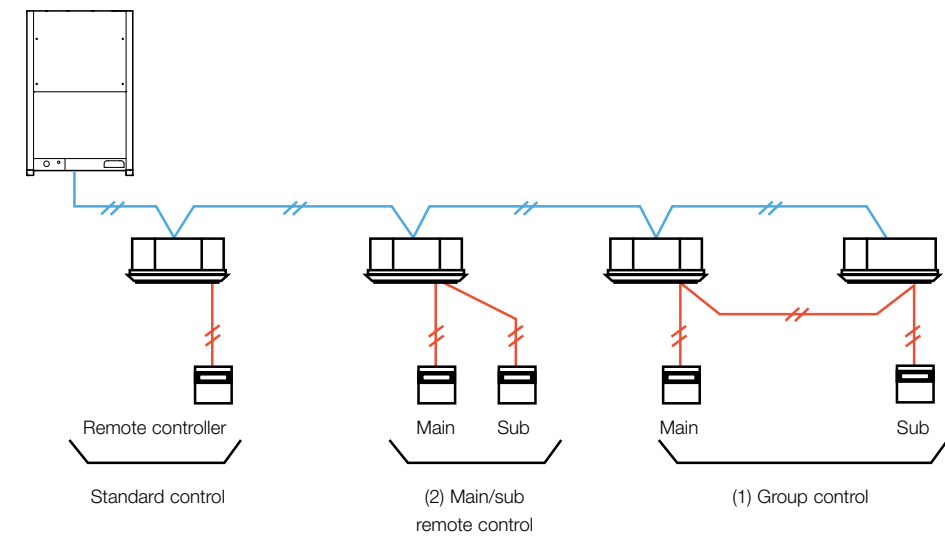 Remote controller
Main
Sub
Main
Sub
Standard control
(2) Main/sub
remote control
(1) Group control